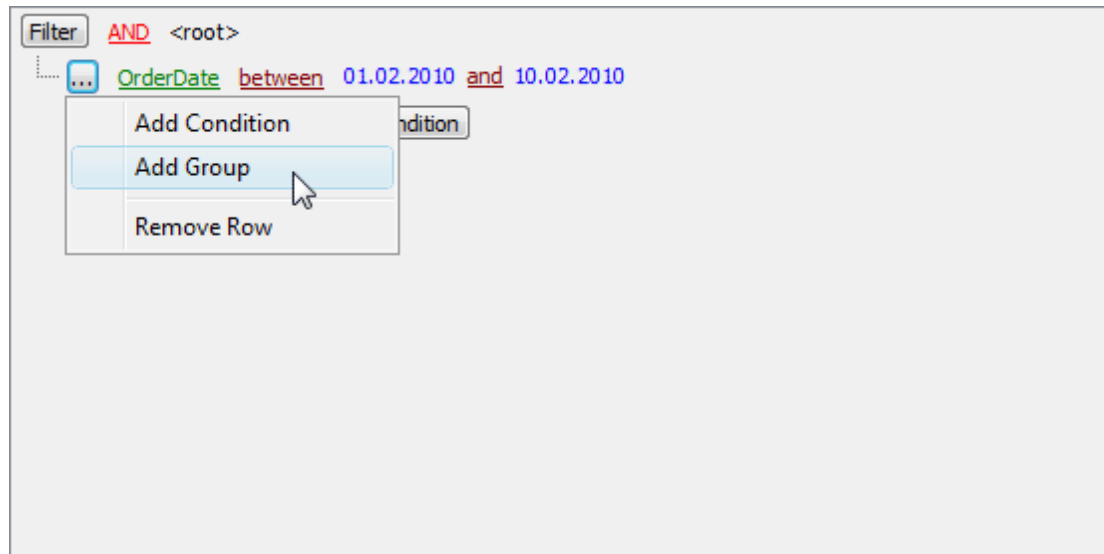 Filter AND <root>
... OrderDate between 01.02.2010 and 10.02.2010
Add Condition
Add Group
Remove Row